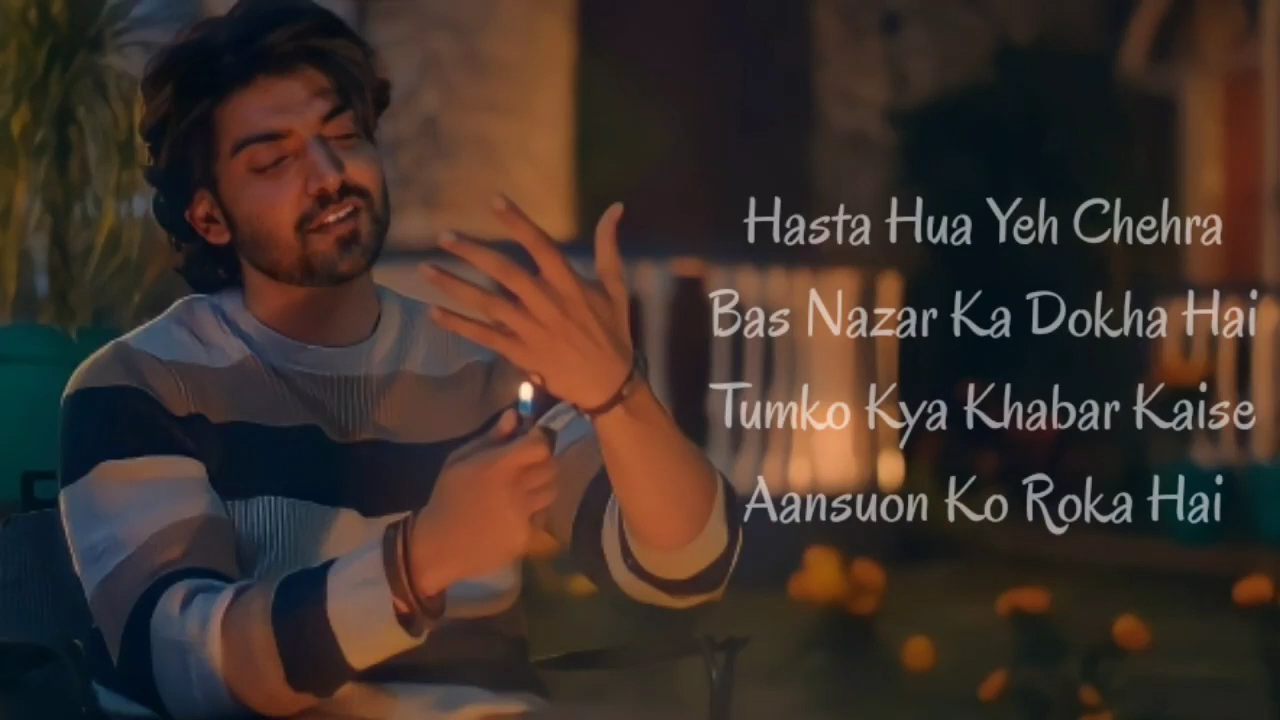 Hasta Hua Yeh Chehra
Bas Nazar Ka Dokha Hai
Tumko Kya Khabar Kaise
Aansuon Ko Roka Hai